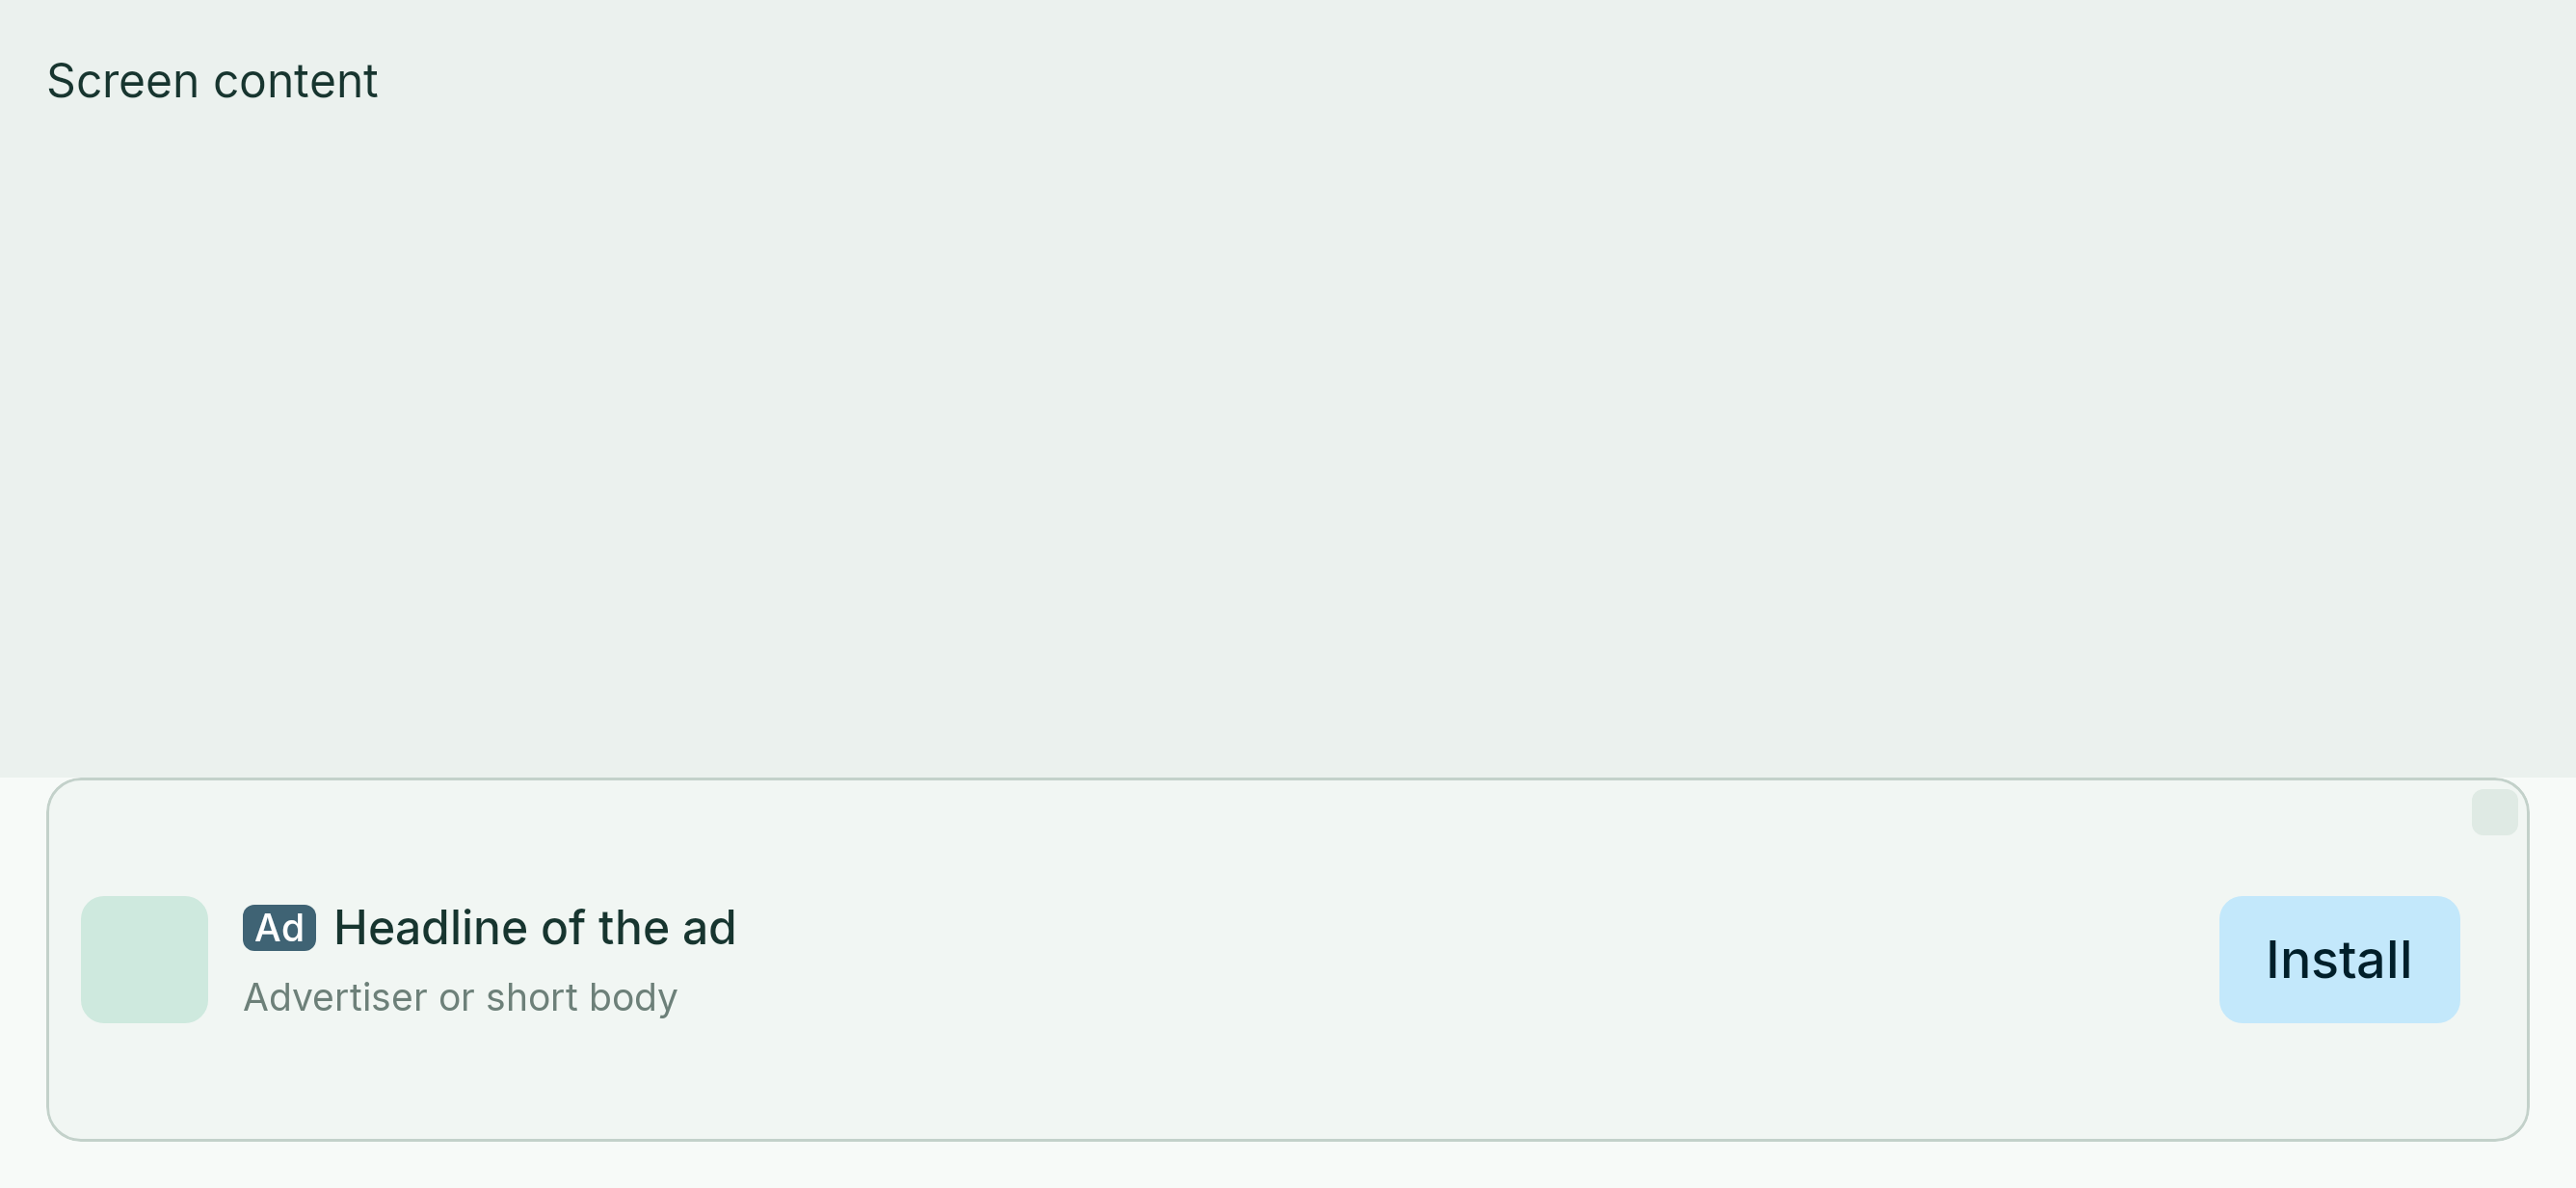 Screen content
Ad Headline of the ad
Advertiser or short body
Install